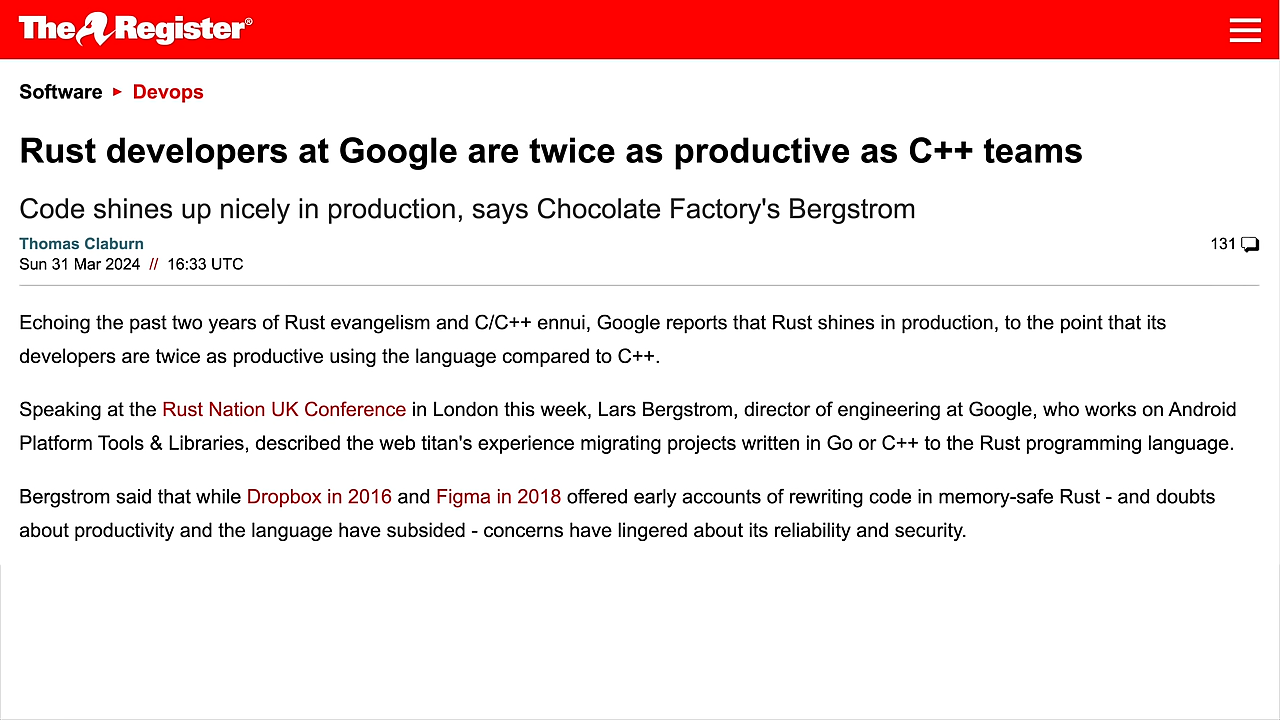 The Register®
Software ▸ Devops
Rust developers at Google are twice as productive as C++ teams
Code shines up nicely in production, says Chocolate Factory's Bergstrom
Thomas Claburn
131
Sun 31 Mar 2024 // 16:33 UTC
Echoing the past two years of Rust evangelism and C/C++ ennui, Google reports that Rust shines in production, to the point that its
developers are twice as productive using the language compared to C++.
Speaking at the Rust Nation UK Conference in London this week, Lars Bergstrom, director of engineering at Google, who works on Android
Platform Tools & Libraries, described the web titan's experience migrating projects written in Go or C++ to the Rust programming language.
Bergstrom said that while Dropbox in 2016 and Figma in 2018 offered early accounts of rewriting code in memory-safe Rust - and doubts
about productivity and the language have subsided - concerns have lingered about its reliability and security.